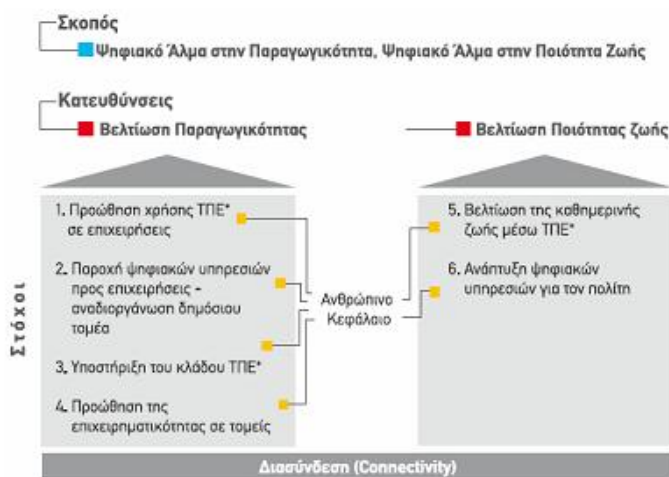 Σκοπός
Ψηφιακό Άλμα στην Παραγωγικότητα, Ψηφιακό Άλμα στην Ποιότητα Ζωής
Κατευθύνσεις
Βελτίωση Παραγωγικότητας
Βελτίωση Ποιότητας ζωής
Στόχοι
1. Προώθηση χρήσης ΤΠΕ*
σε επιχειρήσεις
2. Παροχή ψηφιακών υπηρεσιών
προς επιχειρήσεις -
αναδιοργάνωση δημόσιου
τομέα
3. Υποστήριξη του κλάδου ΤΠΕ*
4. Προώθηση της
επιχειρηματικότητας σε τομείς
Ανθρώπινο
Κεφάλαιο
5. Βελτίωση της καθημερινής
ζωής μέσω ΤΠΕ*
6. Ανάπτυξη ψηφιακών
υπηρεσιών για τον πολίτη
Διασύνδεση (Connectivity)